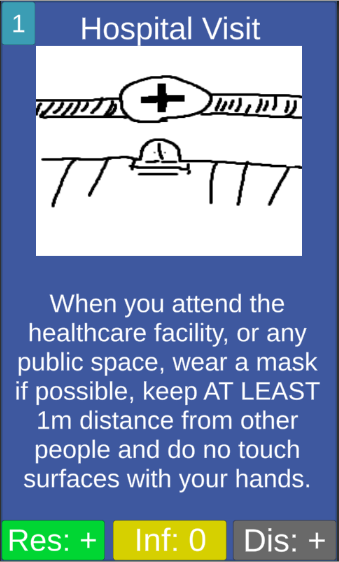 1
Hospital Visit
When you attend the
healthcare facility, or any
public space, wear a mask
if possible, keep AT LEAST
1m distance from other
people and do no touch
surfaces with your hands.
Res: +
Inf: 0
Dis: +